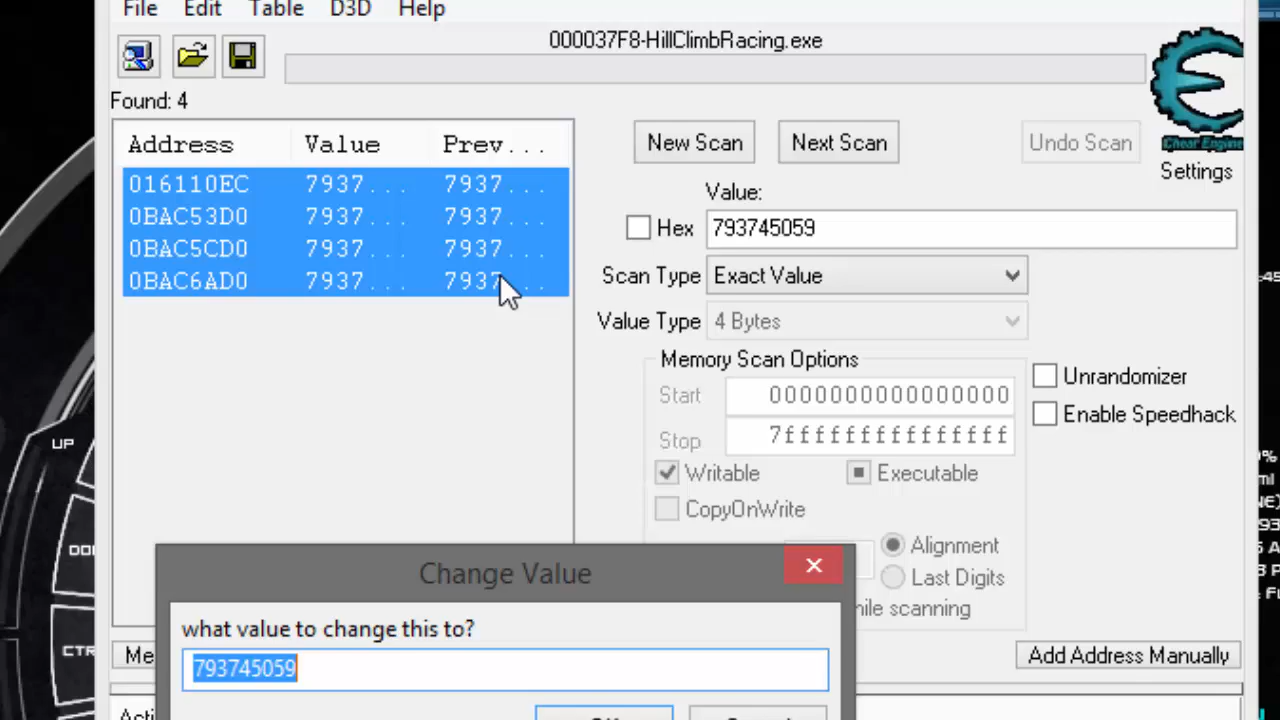 File Edit Table D3D Help
000037F8-HillClimbRacing.exe
Found: 4
Address Value Prev...
016110EC 7937... 7937...
0BAC53D0 7937... 7937...
0BAC5CD0 7937... 7937...
0BAC6AD0 7937... 7937...
New Scan Next Scan Undo Scan
Cheat Engine
Settings
Value:
Hex 793745059
Scan Type Exact Value
Value Type 4 Bytes
Memory Scan Options
Start 0000000000000000
Stop 7fffffffffffffff
Unrandomizer
Enable Speedhack
Writable Executable
CopyOnWrite
Alignment
Last Digits
while scanning
Change Value
what value to change this to?
793745059
Add Address Manually
UP